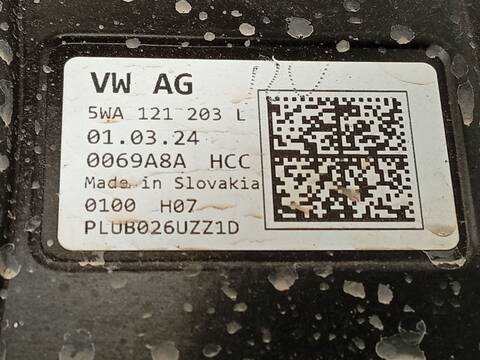 VW AG
5WA 121 203 L
01.03.24
0069A8A HCC
Made in Slovakia
0100 H07
PLUB026UZZ1D